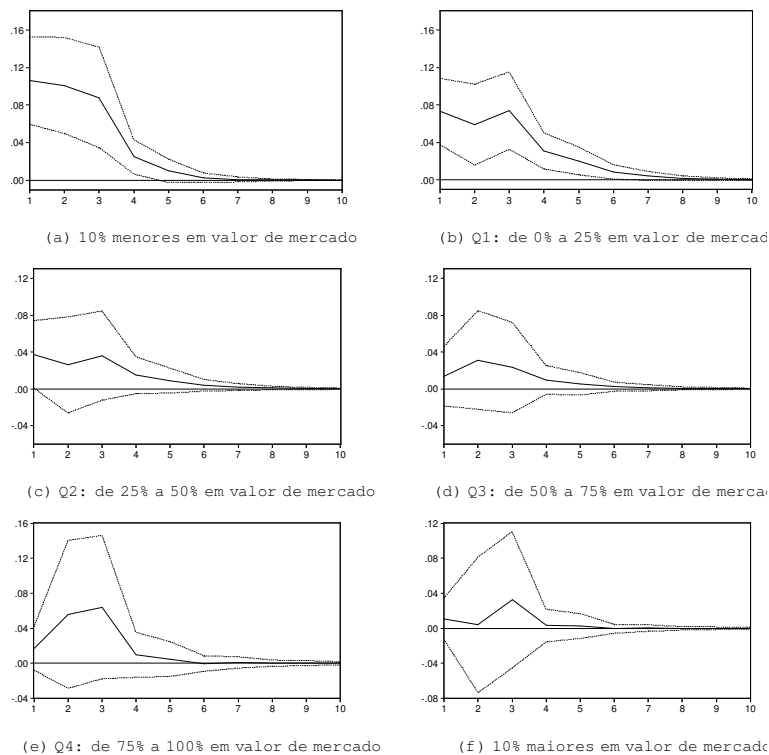 .16
.12
.08
.04
.00
1 2 3 4 5 6 7 8 9 10
(a) 10% menores em valor de mercado
.16
.12
.08
.04
.00
1 2 3 4 5 6 7 8 9 10
(b) Q1: de 0% a 25% em valor de mercad
.12
.08
.04
.00
-.04
1 2 3 4 5 6 7 8 9 10
(c) Q2: de 25% a 50% em valor de mercado
.12
.08
.04
.00
-.04
1 2 3 4 5 6 7 8 9 10
(d) Q3: de 50% a 75% em valor de merca
.16
.12
.08
.04
.00
-.04
1 2 3 4 5 6 7 8 9 10
(e) Q4: de 75% a 100% em valor de mercado
.12
.08
.04
.00
-.04
-.08
1 2 3 4 5 6 7 8 9 10
(f) 10% maiores em valor de mercad